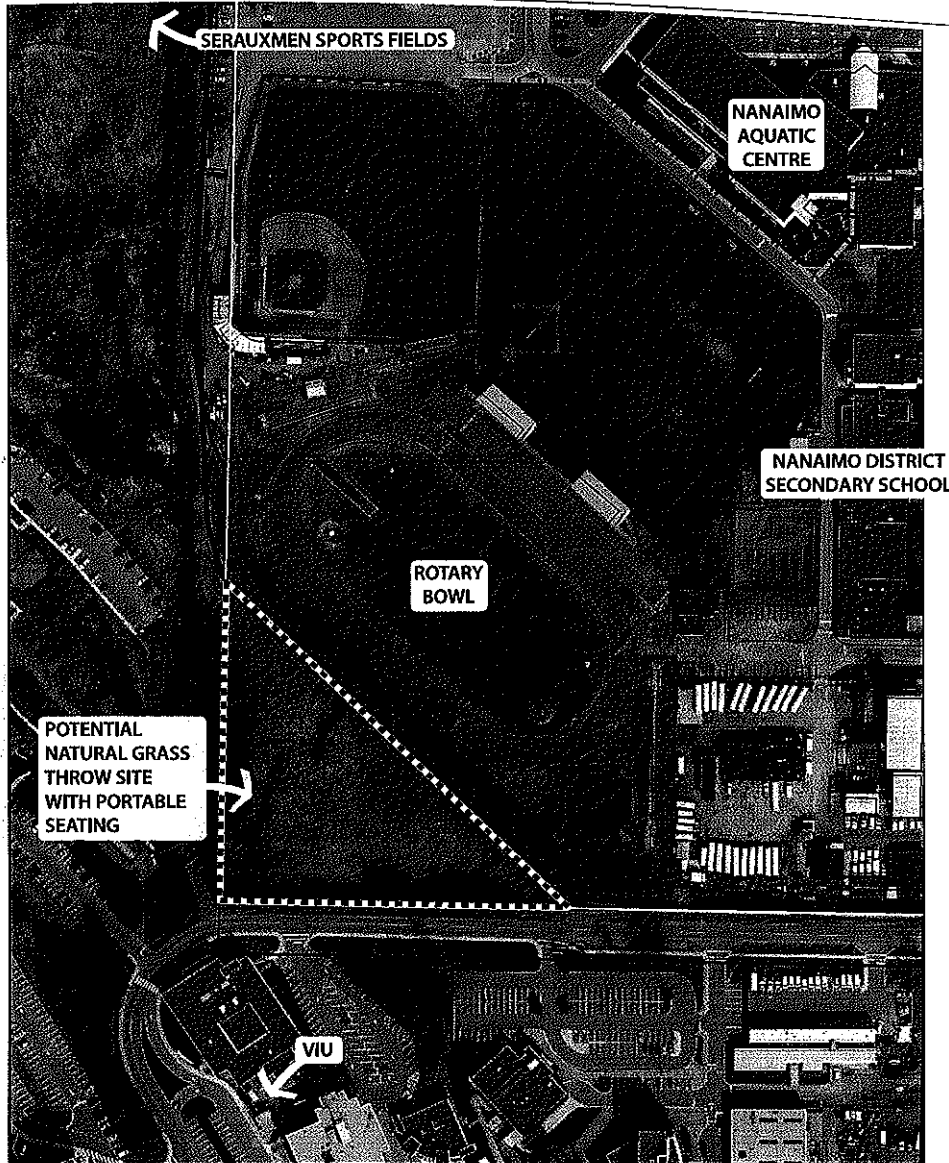 SERAUXMEN SPORTS FIELDS
NANAIMO
AQUATIC
CENTRE
NANAIMO DISTRICT
SECONDARY SCHOOL
ROTARY
BOWL
POTENTIAL
NATURAL GRASS
THROW SITE
WITH PORTABLE
SEATING
VIU